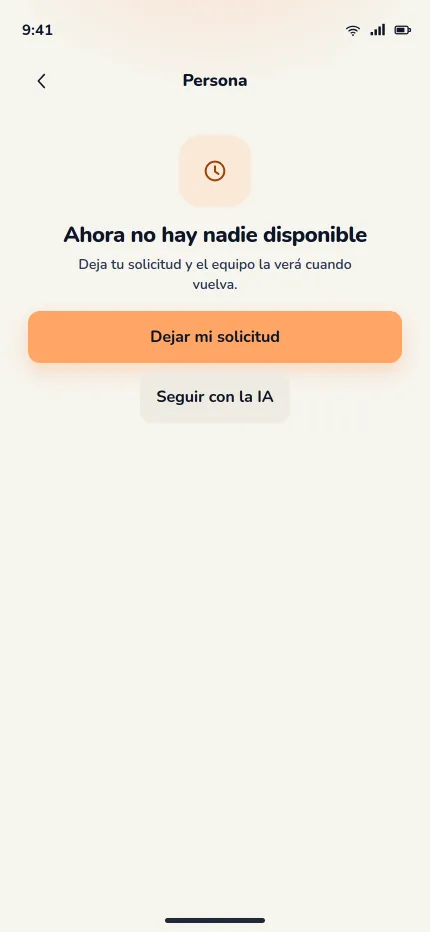 9:41
Persona
Ahora no hay nadie disponible
Deja tu solicitud y el equipo la verá cuando
vuelva.
Dejar mi solicitud
Seguir con la IA